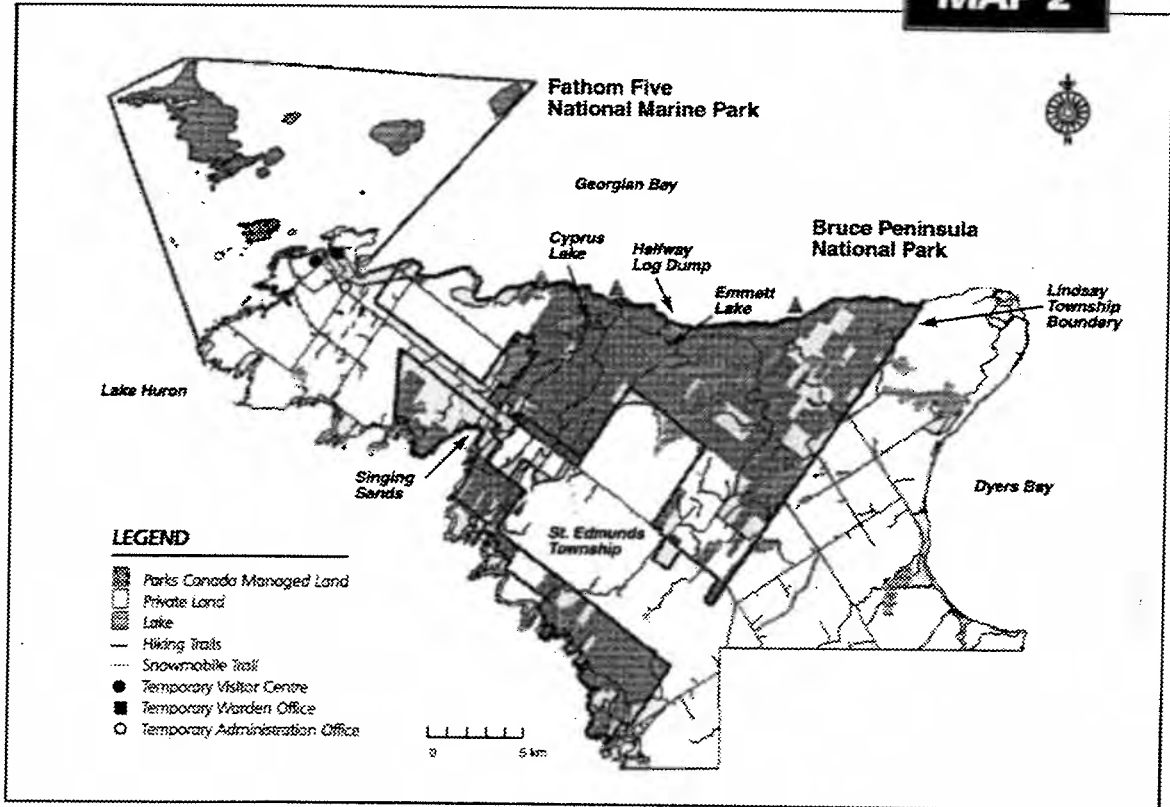 MAP 2
Fathom Five
National Marine Park
Georgian Bay
Bruce Peninsula
National Park
Cyprus
Lake
Halfway
Log Dump
Emmett
Lake
Lindsay
Township
Boundary
Lake Huron
Singing
Sands
Dyers Bay
St. Edmunds
Township
LEGEND
Parks Canada Managed Land
Private Land
Lake
Hiking Trails
Snowmobile Trail
Temporary Visitor Centre
Temporary Warden Office
Temporary Administration Office
0 5 km
N